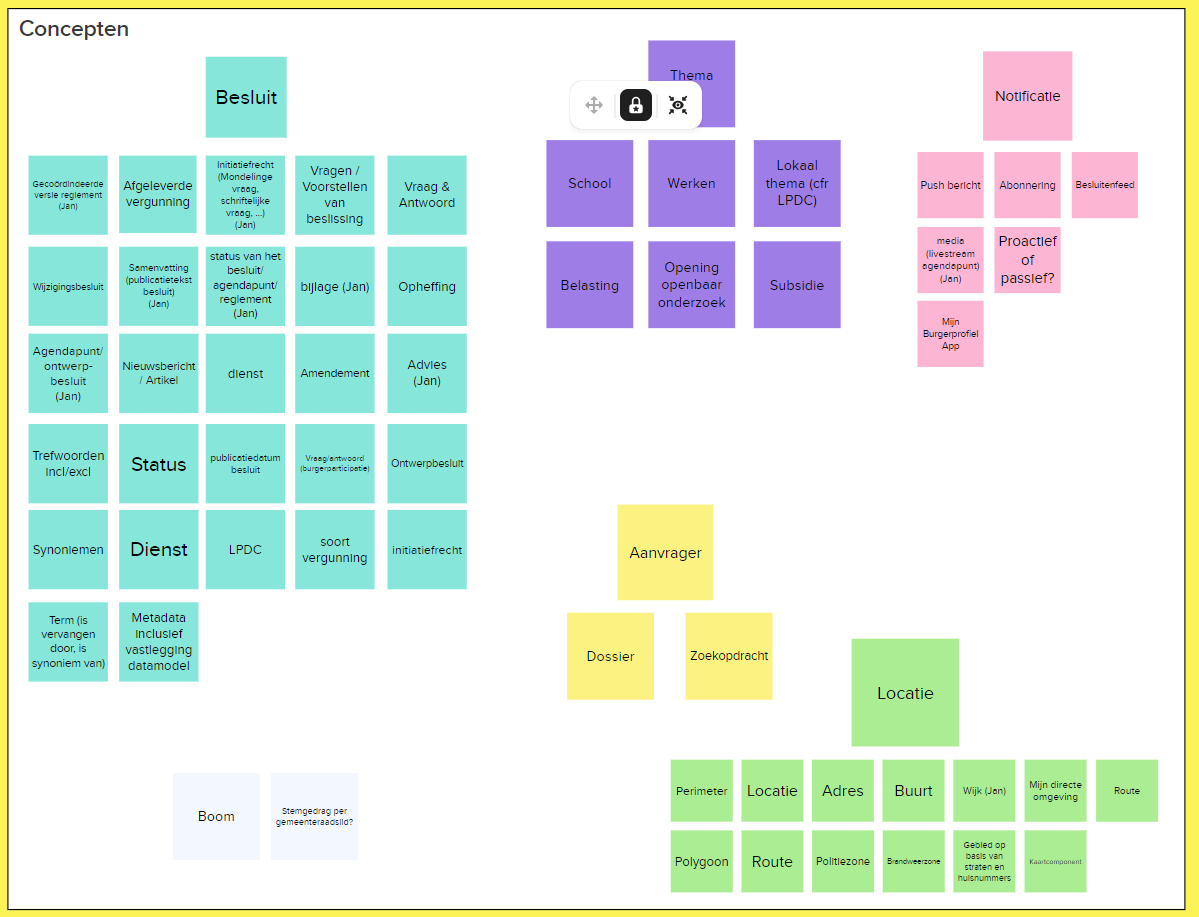 Concepten
Besluit
Gecoördindeerde
versie reglement
(Jan)
Afgeleverde
vergunning
Initiatiefrecht
(Mondelinge
vraag,
schriftelijke
vraag, ...)
(Jan)
Vragen /
Voorstellen
van
beslissing
Vraag &
Antwoord
Wijzigingsbesluit
Samenvatting
(publicatietekst
besluit)
(Jan)
status van het
besluit/
agendapunt/
reglement
(Jan)
bijlage (Jan)
Opheffing
Agendapunt/
ontwerp-
besluit
(Jan)
Nieuwsbericht
/ Artikel
dienst
Amendement
Advies
(Jan)
Trefwoorden
incl/excl
Status
publicatiedatum
besluit
Vraag/antwoord
(burgerparticipatie)
Ontwerpbesluit
Synoniemen
Dienst
LPDC
soort
vergunning
initiatiefrecht
Term (is
vervangen
door, is
synoniem van)
Metadata
inclusief
vastlegging
datamodel
Thema
School
Werken
Lokaal
thema (cfr
LPDC)
Belasting
Opening
openbaar
onderzoek
Subsidie
Notificatie
Push bericht
Abonnering
Besluitenfeed
media
(livestream
agendapunt)
(Jan)
Proactief
of
passief?
Mijn
Burgerprofiel
App
Aanvrager
Dossier
Zoekopdracht
Locatie
Perimeter
Locatie
Adres
Buurt
Wijk (Jan)
Mijn directe
omgeving
Route
Polygoon
Route
Politiezone
Brandweerzone
Gebied op
basis van
straten en
huisnummers
Kaartcomponent
Boom
Stemgedrag per
gemeenteraadslid?